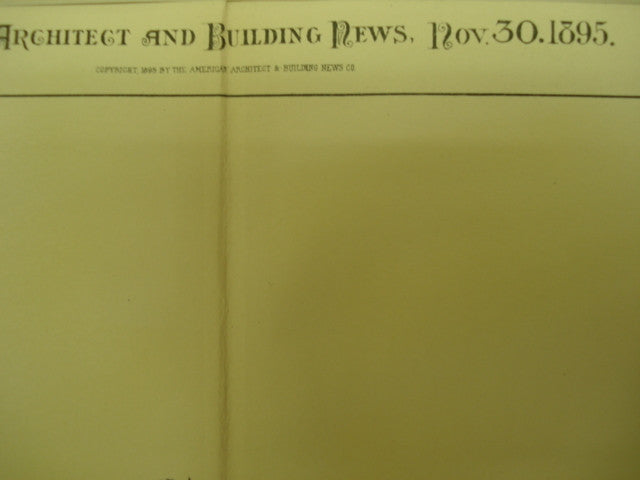 ARCHITECT AND BUILDING NEWS, NOV. 30. 1895.
COPYRIGHT, 1895 BY THE AMERICAN ARCHITECT & BUILDING NEWS CO.